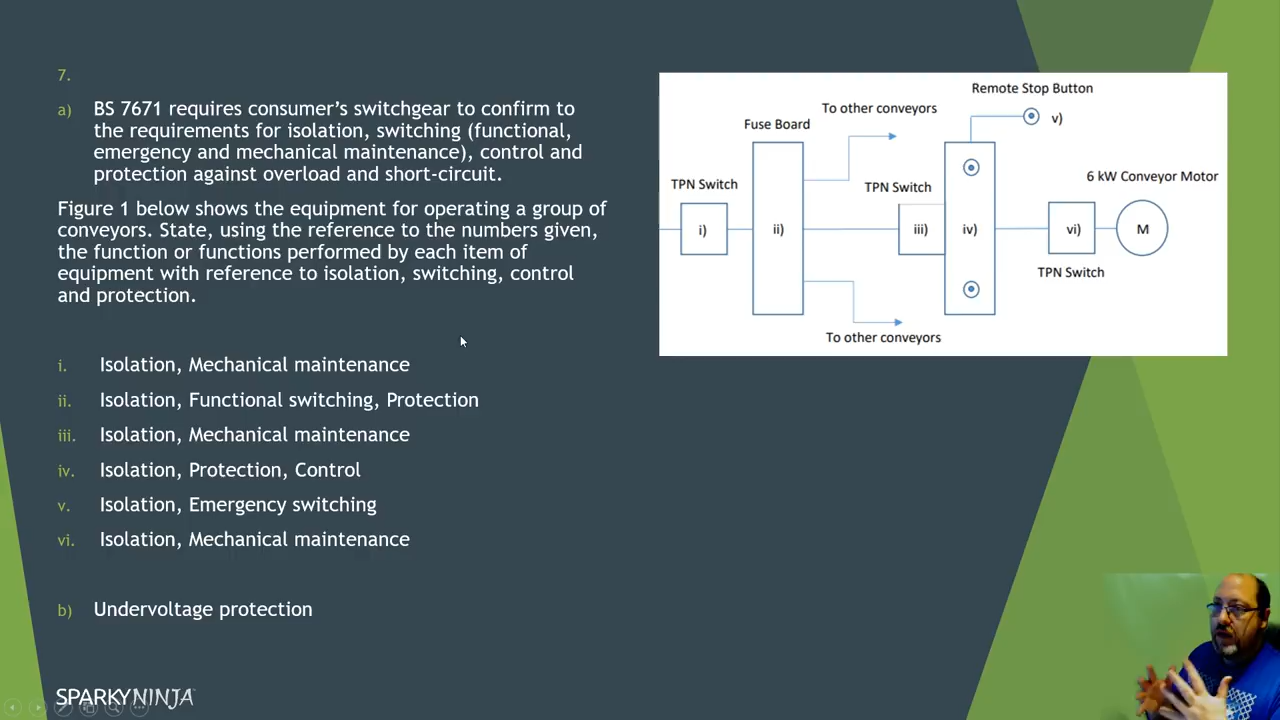 7.
a) BS 7671 requires consumer's switchgear to confirm to
the requirements for isolation, switching (functional,
emergency and mechanical maintenance), control and
protection against overload and short-circuit.
Figure 1 below shows the equipment for operating a group of
conveyors. State, using the reference to the numbers given,
the function or functions performed by each item of
equipment with reference to isolation, switching, control
and protection.
i. Isolation, Mechanical maintenance
ii. Isolation, Functional switching, Protection
iii. Isolation, Mechanical maintenance
iv. Isolation, Protection, Control
v. Isolation, Emergency switching
vi. Isolation, Mechanical maintenance
b) Undervoltage protection
SPARKYNINJA
Remote Stop Button
To other conveyors
v)
Fuse Board
6 kW Conveyor Motor
TPN Switch
TPN Switch
i)
ii)
iii)
iv)
vi)
M
TPN Switch
To other conveyors